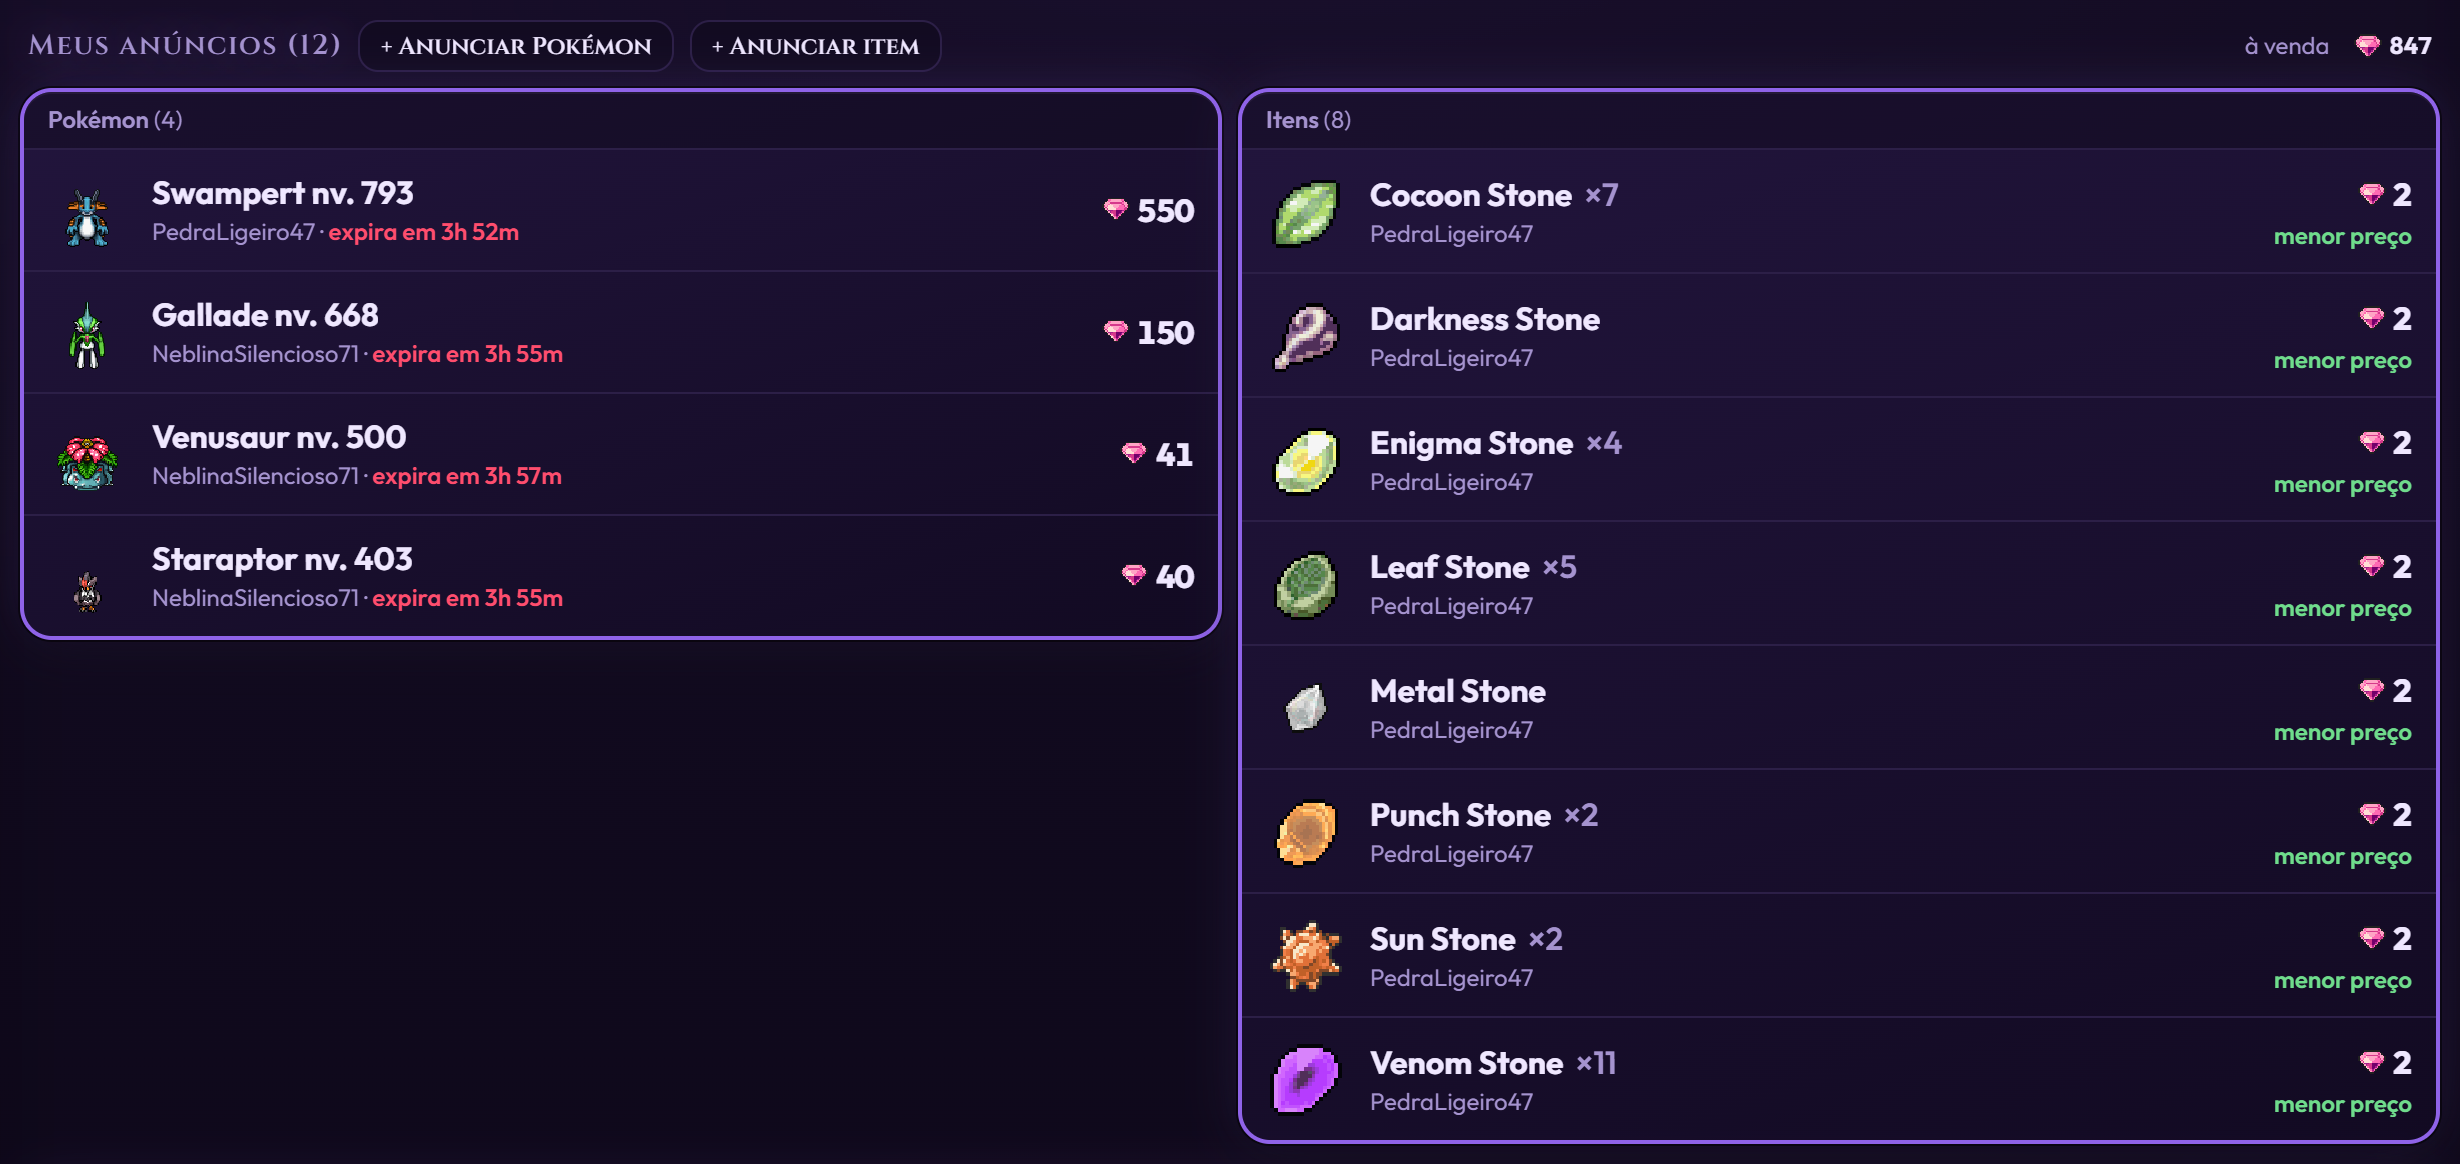 Meus anúncios (12)
+ Anunciar Pokémon
+ Anunciar item
à venda 847
Pokémon (4)
Swampert nv. 793
550
PedraLigeiro47 · expira em 3h 52m
Gallade nv. 668
150
NeblinaSilencioso71 · expira em 3h 55m
Venusaur nv. 500
41
NeblinaSilencioso71 · expira em 3h 57m
Staraptor nv. 403
40
NeblinaSilencioso71 · expira em 3h 55m
Itens (8)
Cocoon Stone ×7
2
PedraLigeiro47
menor preço
Darkness Stone
2
PedraLigeiro47
menor preço
Enigma Stone ×4
2
PedraLigeiro47
menor preço
Leaf Stone ×5
2
PedraLigeiro47
menor preço
Metal Stone
2
PedraLigeiro47
menor preço
Punch Stone ×2
2
PedraLigeiro47
menor preço
Sun Stone ×2
2
PedraLigeiro47
menor preço
Venom Stone ×11
2
PedraLigeiro47
menor preço